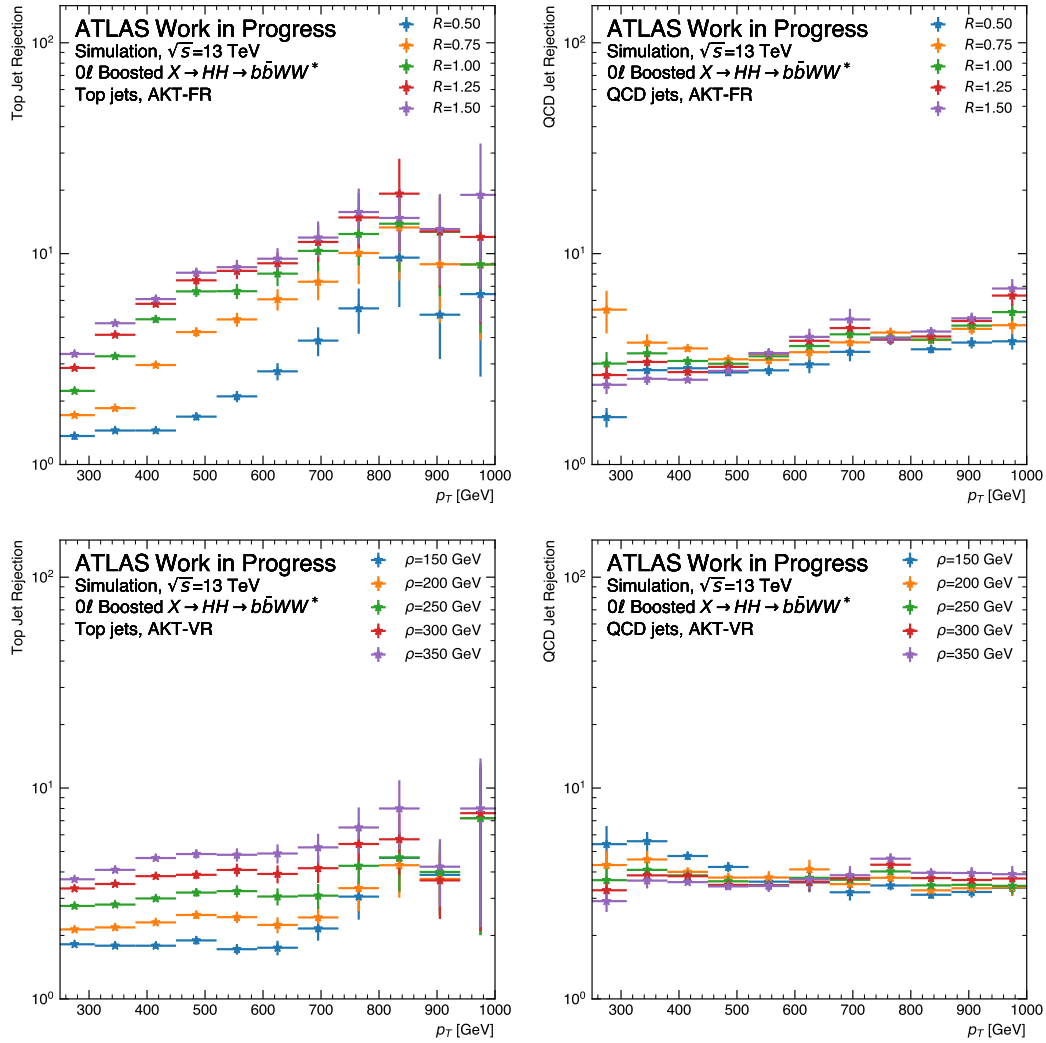 ATLAS Work in Progress
Simulation, √s=13 TeV
0ℓ Boosted X → HH → bb̄WW*
Top jets, AKT-FR
R=0.50
R=0.75
R=1.00
R=1.25
R=1.50
Top Jet Rejection
10²
10¹
10⁰
300 400 500 600 700 800 900 1000
p_T [GeV]
ATLAS Work in Progress
Simulation, √s=13 TeV
0ℓ Boosted X → HH → bb̄WW*
QCD jets, AKT-FR
R=0.50
R=0.75
R=1.00
R=1.25
R=1.50
QCD Jet Rejection
10²
10¹
10⁰
300 400 500 600 700 800 900 1000
p_T [GeV]
ATLAS Work in Progress
Simulation, √s=13 TeV
0ℓ Boosted X → HH → bb̄WW*
Top jets, AKT-VR
ρ=150 GeV
ρ=200 GeV
ρ=250 GeV
ρ=300 GeV
ρ=350 GeV
Top Jet Rejection
10²
10¹
10⁰
300 400 500 600 700 800 900 1000
p_T [GeV]
ATLAS Work in Progress
Simulation, √s=13 TeV
0ℓ Boosted X → HH → bb̄WW*
QCD jets, AKT-VR
ρ=150 GeV
ρ=200 GeV
ρ=250 GeV
ρ=300 GeV
ρ=350 GeV
QCD Jet Rejection
10²
10¹
10⁰
300 400 500 600 700 800 900 1000
p_T [GeV]